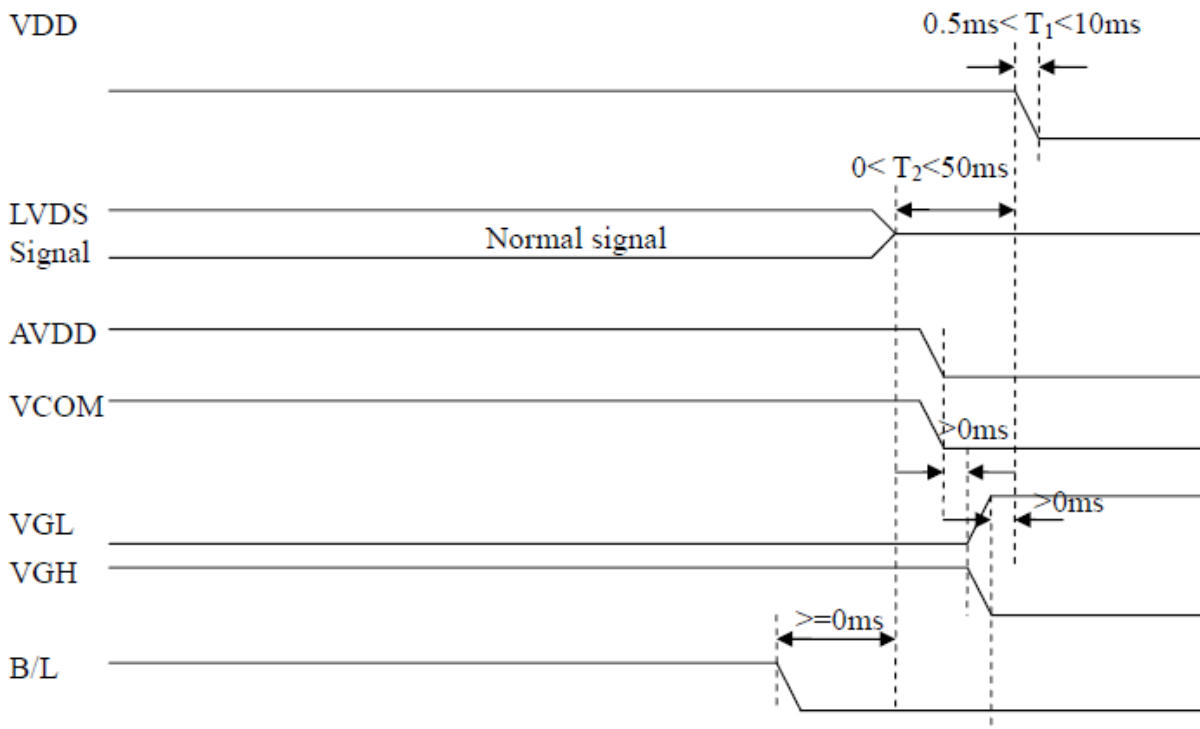 VDD
0.5ms< T₁<10ms
0< T₂<50ms
LVDS
Signal
Normal signal
AVDD
VCOM
>0ms
VGL
>0ms
VGH
>=0ms
B/L